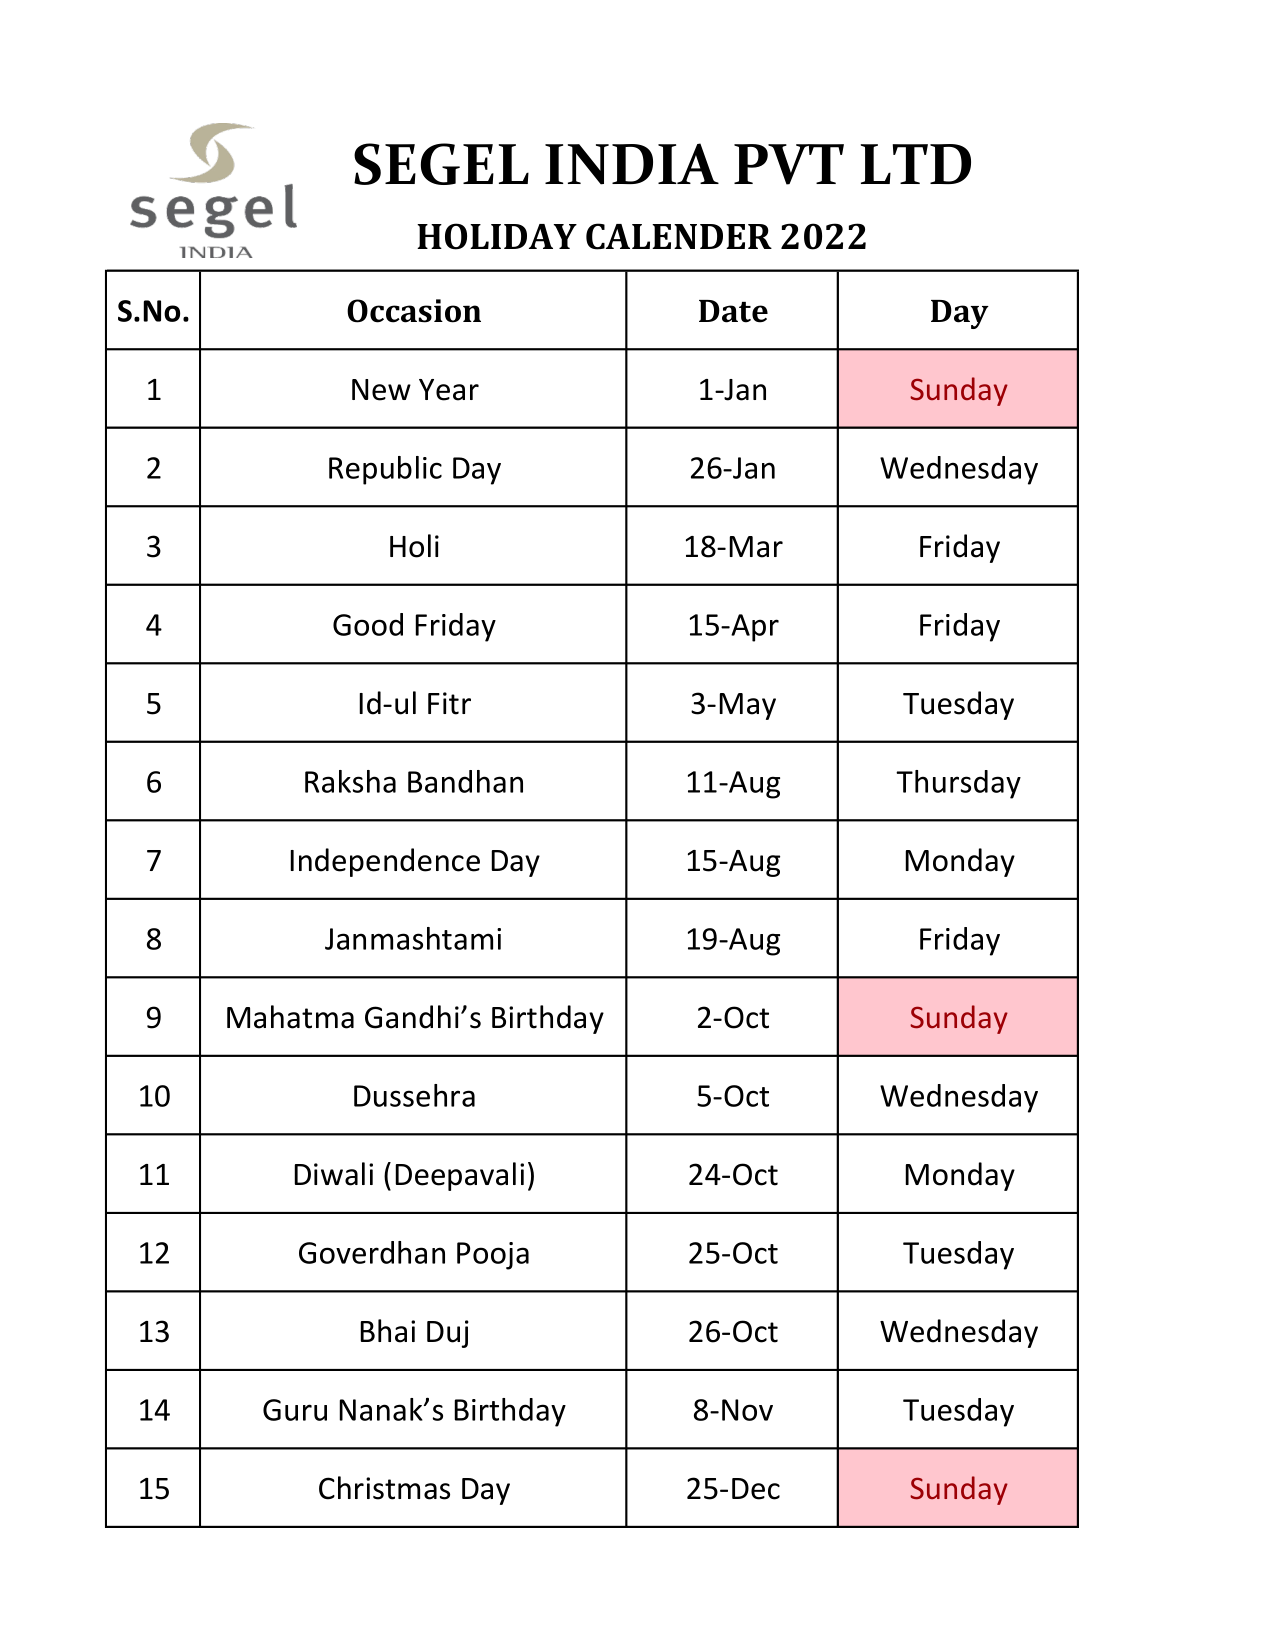 segel
INDIA
SEGEL INDIA PVT LTD
HOLIDAY CALENDER 2022
S.No. Occasion Date Day
1 New Year 1-Jan Sunday
2 Republic Day 26-Jan Wednesday
3 Holi 18-Mar Friday
4 Good Friday 15-Apr Friday
5 Id-ul Fitr 3-May Tuesday
6 Raksha Bandhan 11-Aug Thursday
7 Independence Day 15-Aug Monday
8 Janmashtami 19-Aug Friday
9 Mahatma Gandhi’s Birthday 2-Oct Sunday
10 Dussehra 5-Oct Wednesday
11 Diwali (Deepavali) 24-Oct Monday
12 Goverdhan Pooja 25-Oct Tuesday
13 Bhai Duj 26-Oct Wednesday
14 Guru Nanak’s Birthday 8-Nov Tuesday
15 Christmas Day 25-Dec Sunday